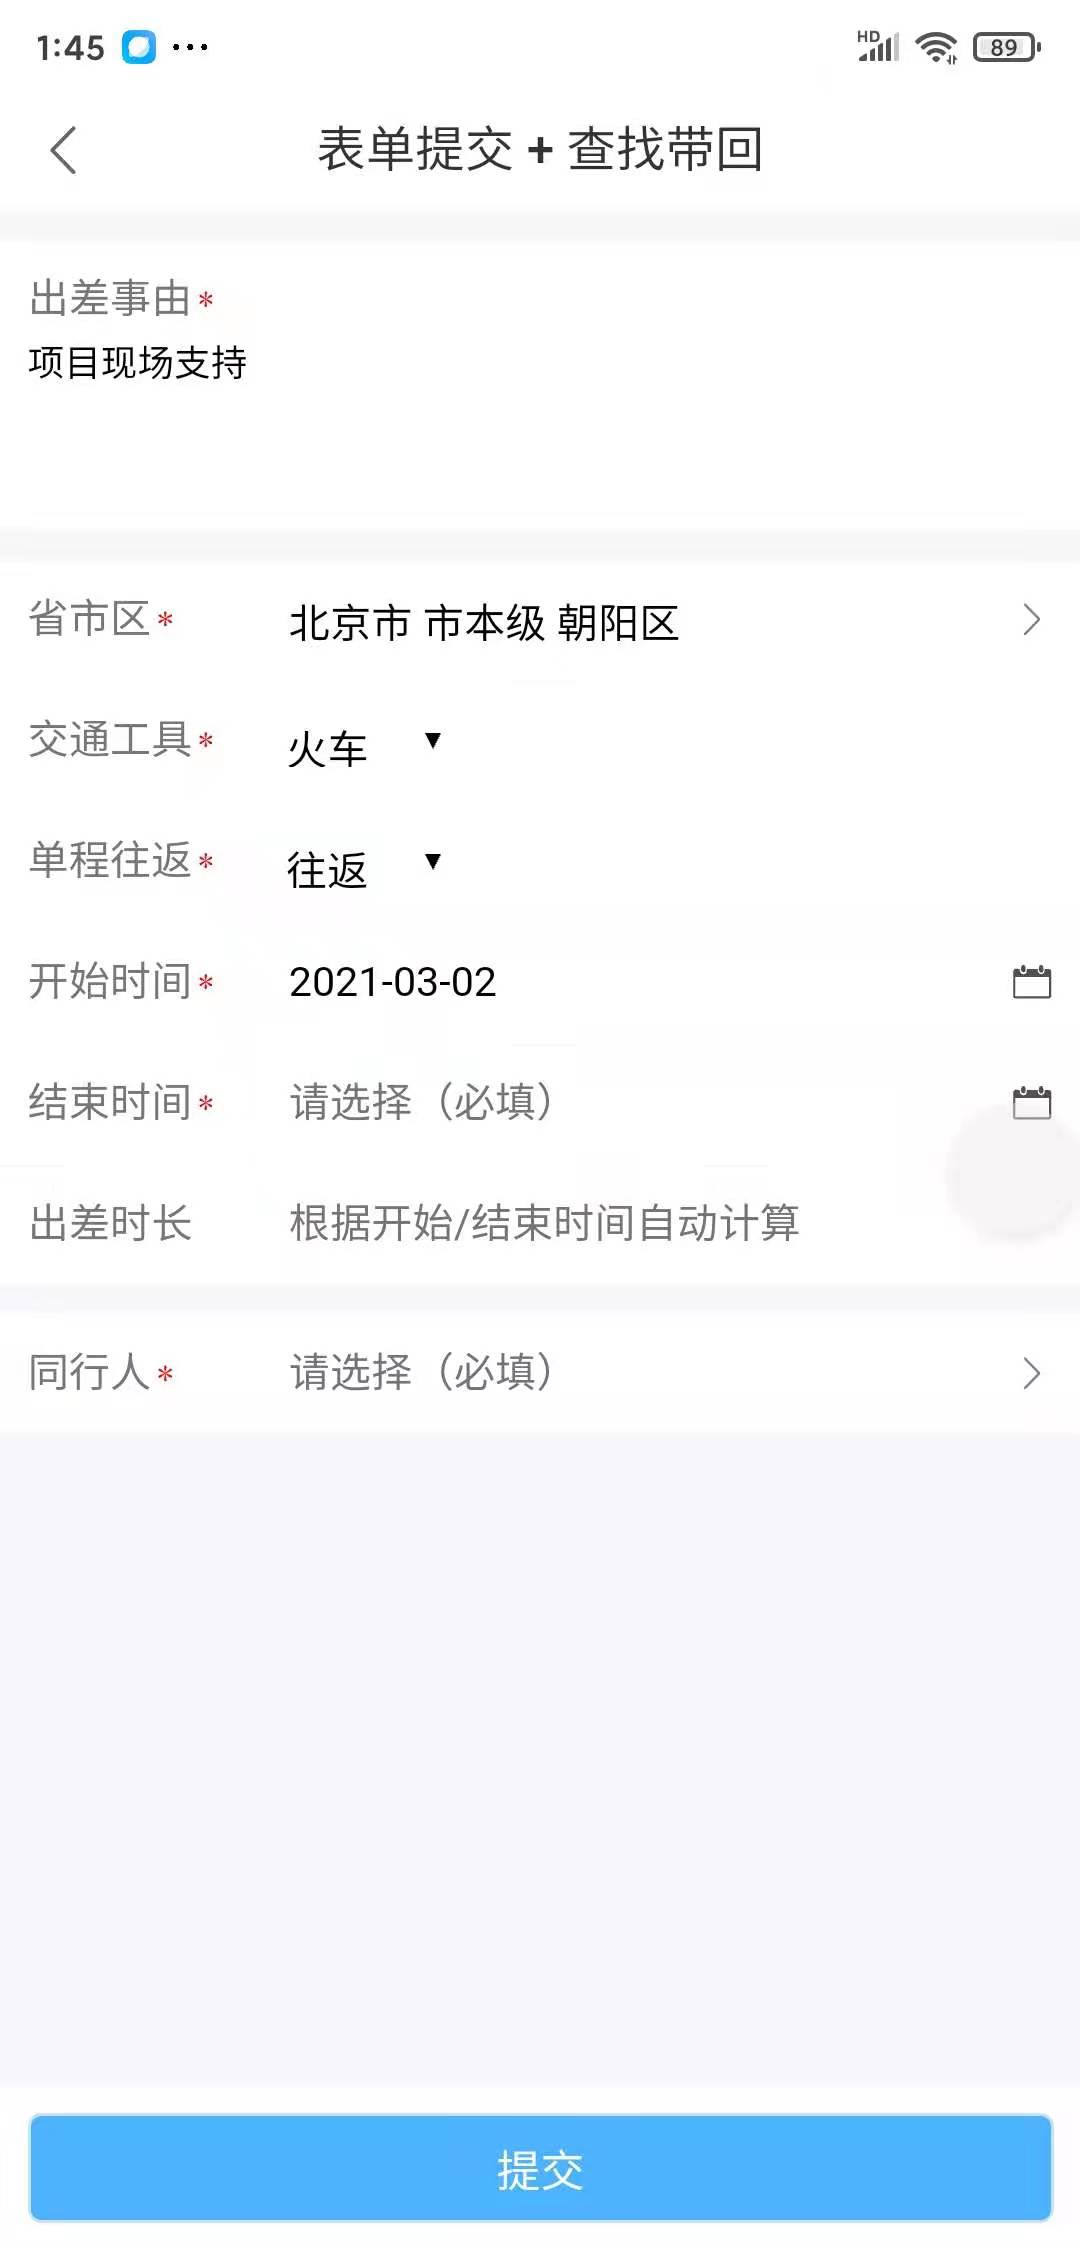 1:45 ··· HD 89
表单提交 + 查找带回
出差事由*
项目现场支持
省市区* 北京市 市本级 朝阳区
交通工具* 火车 ▼
单程往返* 往返 ▼
开始时间* 2021-03-02
结束时间* 请选择（必填）
出差时长 根据开始/结束时间自动计算
同行人* 请选择（必填）
提交